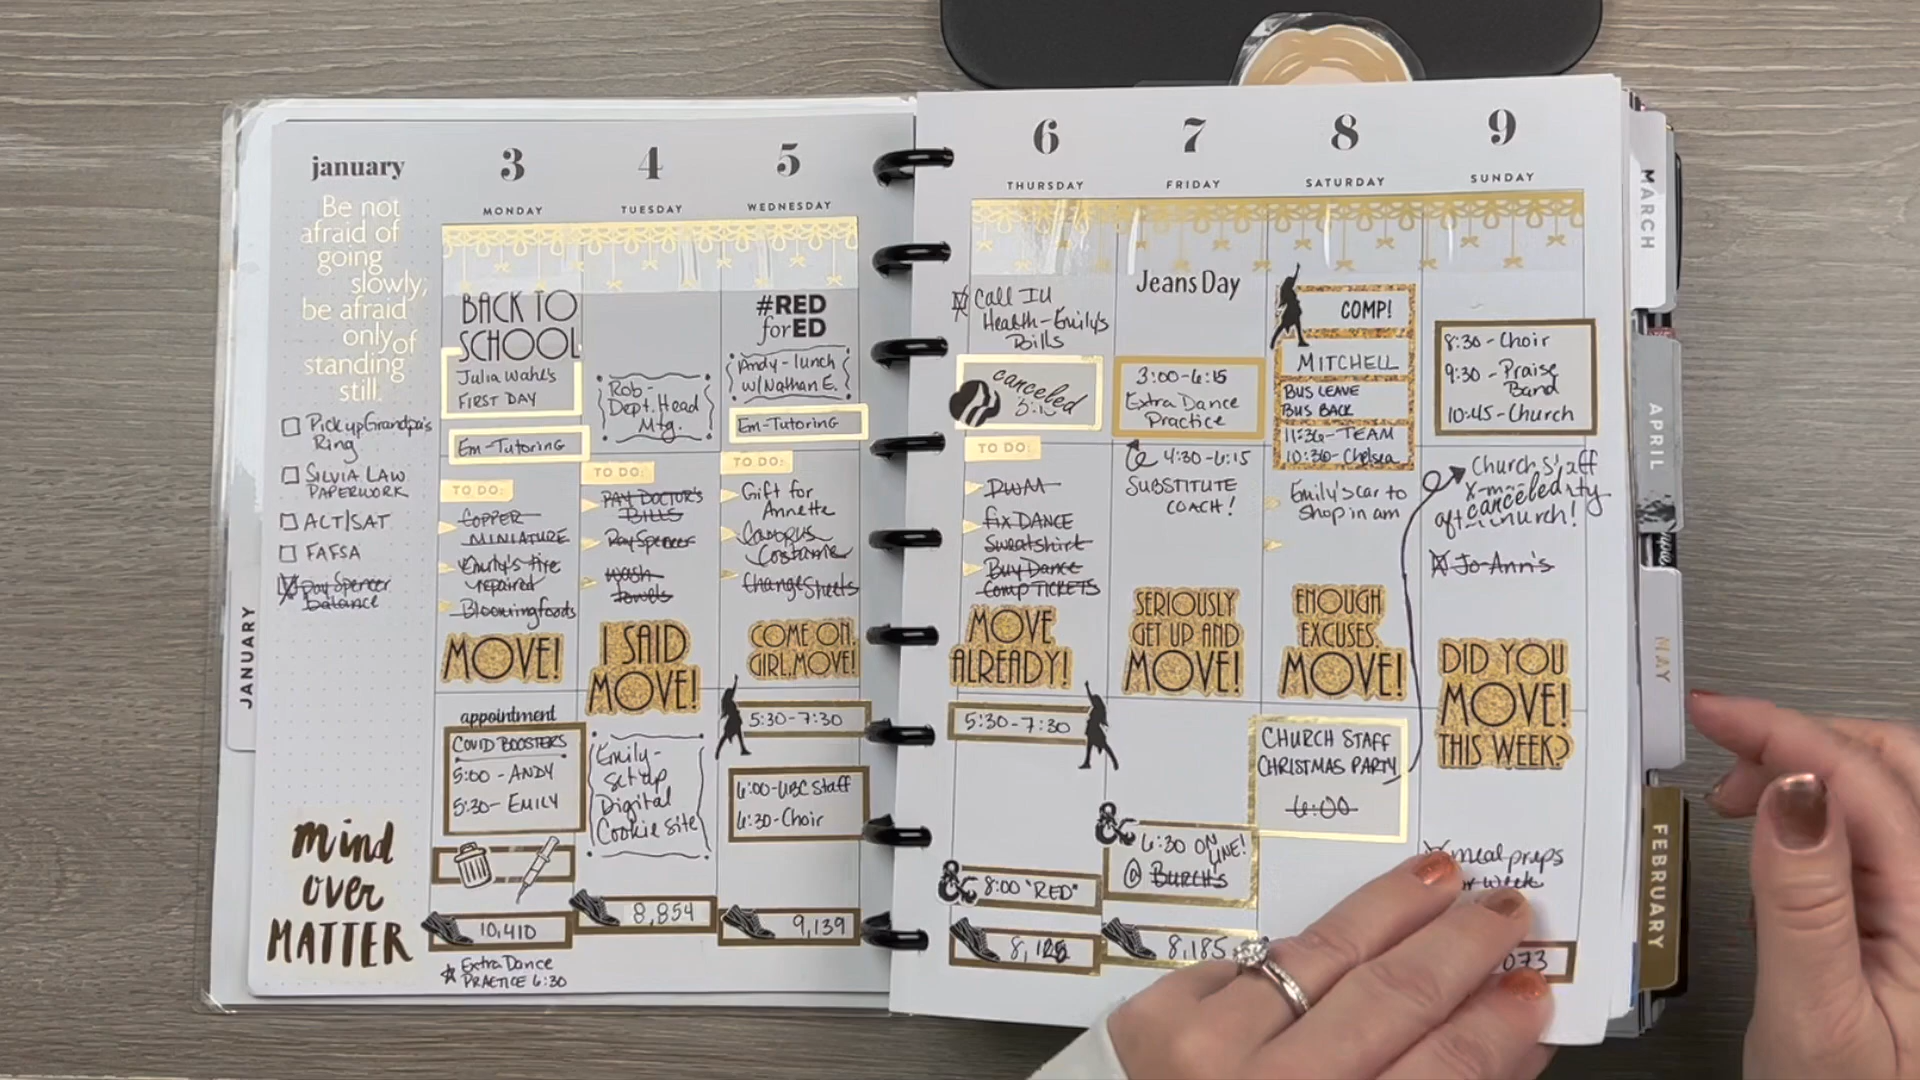 january
Be not
afraid of
going
slowly,
be afraid
only of
standing
still.
Pick up Grandpa's
Ring
SILVIA LAW
PAPERWORK
ACT/SAT
FAFSA
Pay Spencer
balance
mind
over
MATTER
JANUARY
3
MONDAY
BACK TO
SCHOOL
Julia Wahl's
FIRST DAY
Em-Tutoring
TO DO:
COPPER
MINIATURE
Emily's tire
repaired
Bloomingfoods
MOVE!
appointment
COVID BOOSTERS
5:00 - ANDY
5:30 - EMILY
10,410
Extra Dance
PRACTICE 6:30
4
TUESDAY
Rob -
Dept. Head
Mtg.
TO DO:
PAY DOCTOR'S
BILLS
Pay Spencer
Wash
Towels
I SAID
MOVE!
Emily -
Set up
Digital
Cookie Site
8,854
5
WEDNESDAY
#RED
for ED
Andy - lunch
w/Nathan E.
Em-Tutoring
TO DO:
Gift for
Annette
Costume
Change Sheets
COME ON,
GIRL, MOVE!
5:30-7:30
6:00-UBC Staff
6:30-Choir
9,139
6
THURSDAY
Call IU
Health - Emily's
Bills
canceled
TO DO:
DWM
Fix DANCE
Sweatshirt
Buy Dance
Comp TICKETS
MOVE
ALREADY!
5:30-7:30
8:00 "RED"
8,125
7
FRIDAY
Jeans Day
3:00-6:15
Extra Dance
Practice
4:30-6:15
SUBSTITUTE
COACH!
SERIOUSLY
GET UP AND
MOVE!
6:30 ON
LINE!
@ BURCH'S
8,185
8
SATURDAY
COMP!
MITCHELL
BUS LEAVE
BUS BACK
11:36-TEAM
10:36-Chelsea
Emily's car to
shop in am
ENOUGH
EXCUSES.
MOVE!
CHURCH STAFF
CHRISTMAS PARTY
6:00
9
SUNDAY
8:30 - Choir
9:30 - Praise
Band
10:45 - Church
Church
canceled
church!
Jo-Ann's
DID YOU
MOVE!
THIS WEEK?
meal preps
week
073
MARCH
APRIL
MAY
FEBRUARY